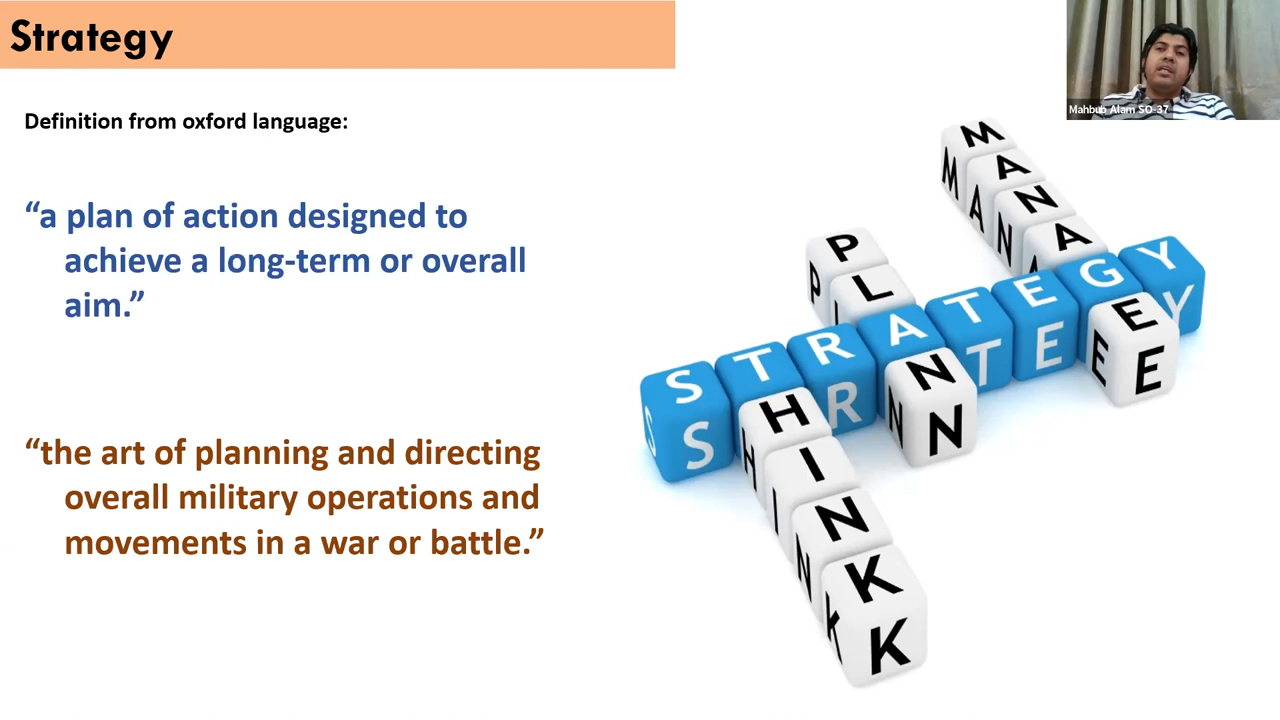 Strategy
Mahbub Alam SO-37
Definition from oxford language:
“a plan of action designed to
achieve a long-term or overall
aim.”
“the art of planning and directing
overall military operations and
movements in a war or battle.”
STRATEGY
THINK
PLAN
MANAGE